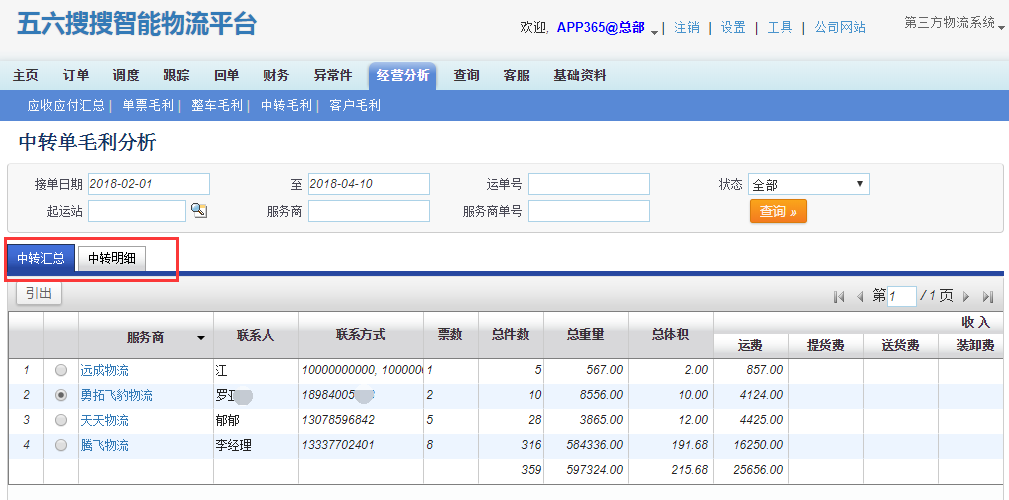 五六搜搜智能物流平台
欢迎, APP365@总部 | 注销 | 设置 | 工具 | 公司网站 第三方物流系统
主页 订单 调度 跟踪 回单 财务 异常件 经营分析 查询 客服 基础资料
应收应付汇总 | 单票毛利 | 整车毛利 | 中转毛利 | 客户毛利
中转单毛利分析
接单日期 2018-02-01 至 2018-04-10 运单号 状态 全部
起运站 服务商 服务商单号 查询 »
中转汇总 中转明细
引出 第 1 / 1 页
服务商 联系人 联系方式 票数 总件数 总重量 总体积 收 入
运费 提货费 送货费 装卸费
1 远成物流 江 10000000000, 100000 1 5 567.00 2.00 857.00
2 勇拓飞豹物流 罗 18984005 2 10 8556.00 10.00 4124.00
3 天天物流 郁郁 13078596842 5 28 3865.00 12.00 4425.00
4 腾飞物流 李经理 13337702401 8 316 584336.00 191.68 16250.00
359 597324.00 215.68 25656.00